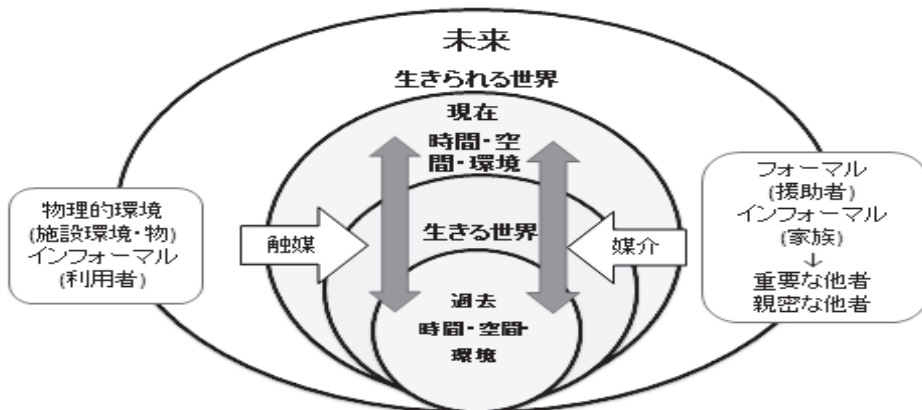 未来
生きられる世界
現在
時間・空
間・環境
物理的環境
(施設環境・物)
インフォーマル
(利用者)
触媒
生きる世界
媒介
フォーマル
(援助者)
インフォーマル
(家族)
↓
重要な他者
親密な他者
過去
時間・空間・
環境